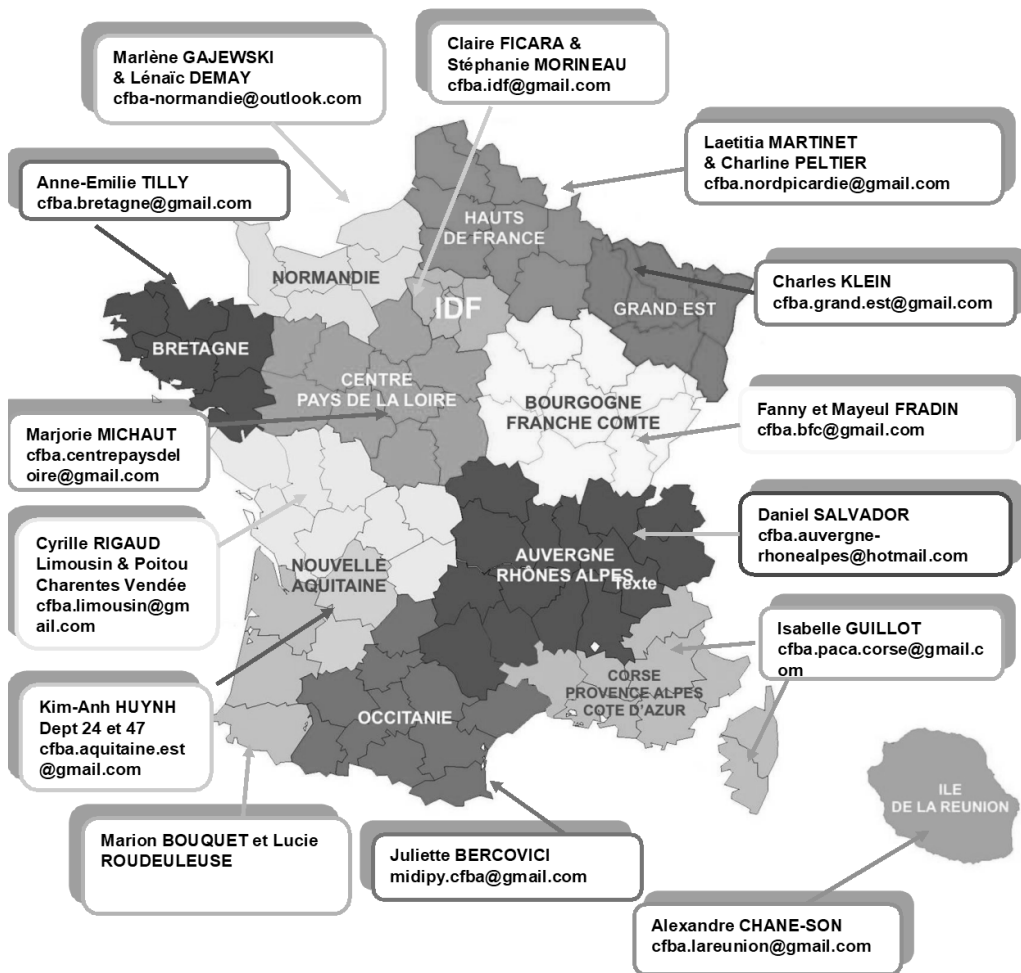 Marlène GAJEWSKI
& Lénaïc DEMAY
cfba-normandie@outlook.com
Claire FICARA &
Stéphanie MORINEAU
cfba.idf@gmail.com
Laetitia MARTINET
& Charline PELTIER
cfba.nordpicardie@gmail.com
Anne-Emilie TILLY
cfba.bretagne@gmail.com
HAUTS
DE FRANCE
NORMANDIE
IDF
GRAND EST
Charles KLEIN
cfba.grand.est@gmail.com
BRETAGNE
CENTRE
PAYS DE LA LOIRE
BOURGOGNE
FRANCHE COMTE
Fanny et Mayeul FRADIN
cfba.bfc@gmail.com
Marjorie MICHAUT
cfba.centrepaysdel
oire@gmail.com
Daniel SALVADOR
cfba.auvergne-
rhonealpes@hotmail.com
Cyrille RIGAUD
Limousin & Poitou
Charentes Vendée
cfba.limousin@gm
ail.com
NOUVELLE
AQUITAINE
AUVERGNE
RHÔNES ALPES
Texte
Isabelle GUILLOT
cfba.paca.corse@gmail.c
om
CORSE
PROVENCE ALPES
COTE D'AZUR
Kim-Anh HUYNH
Dept 24 et 47
cfba.aquitaine.est
@gmail.com
OCCITANIE
ILE
DE LA REUNION
Marion BOUQUET et Lucie
ROUDEULEUSE
Juliette BERCOVICI
midipy.cfba@gmail.com
Alexandre CHANE-SON
cfba.lareunion@gmail.com